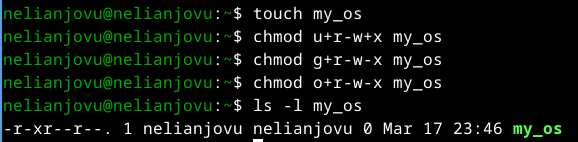 nelianjovu@nelianjovu:~$ touch my_os
nelianjovu@nelianjovu:~$ chmod u+r-w+x my_os
nelianjovu@nelianjovu:~$ chmod g+r-w-x my_os
nelianjovu@nelianjovu:~$ chmod o+r-w-x my_os
nelianjovu@nelianjovu:~$ ls -l my_os
-r-xr--r--. 1 nelianjovu nelianjovu 0 Mar 17 23:46 my_os